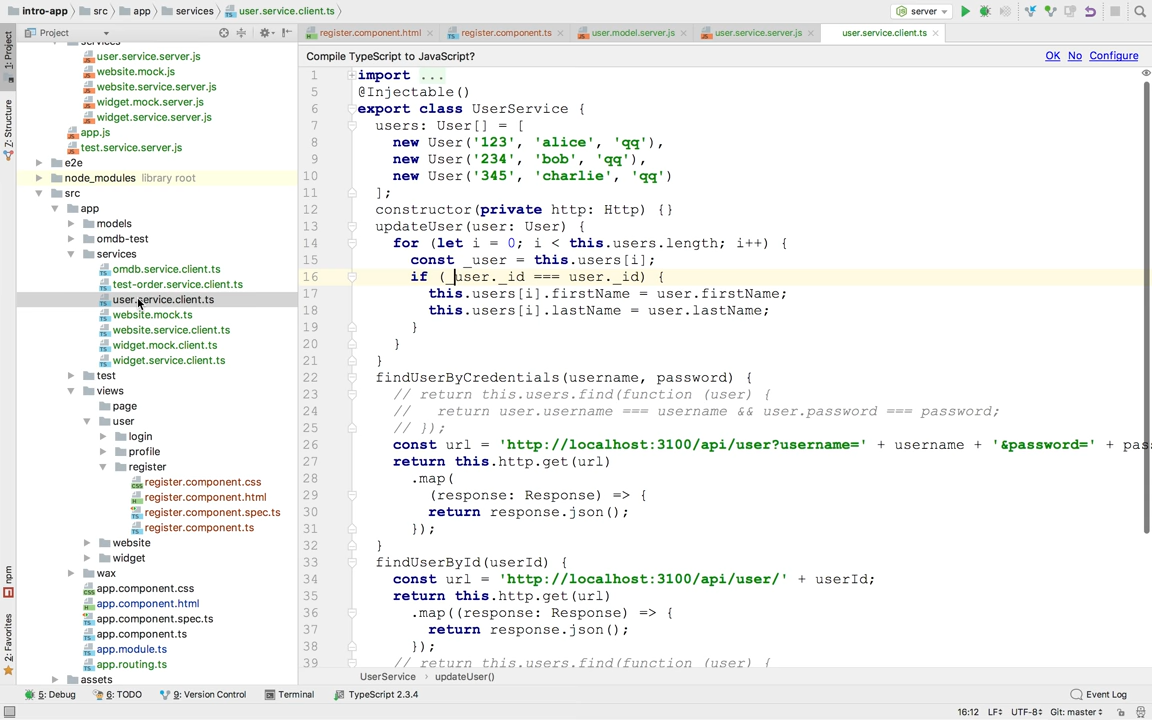 intro-app src app services user.service.client.ts server
Project
register.component.html register.component.ts user.model.server.js user.service.server.js user.service.client.ts
Compile TypeScript to JavaScript? OK No Configure
1: Project
Z: Structure
npm
2: Favorites
services
user.service.server.js
website.mock.js
website.service.server.js
widget.mock.server.js
widget.service.server.js
app.js
test.service.server.js
e2e
node_modules library root
src
app
models
omdb-test
services
omdb.service.client.ts
test-order.service.client.ts
user.service.client.ts
website.mock.ts
website.service.client.ts
widget.mock.client.ts
widget.service.client.ts
test
views
page
user
login
profile
register
register.component.css
register.component.html
register.component.spec.ts
register.component.ts
website
widget
wax
app.component.css
app.component.html
app.component.spec.ts
app.component.ts
app.module.ts
app.routing.ts
assets
1 import ...
5 @Injectable()
6 export class UserService {
7 users: User[] = [
8 new User('123', 'alice', 'qq'),
9 new User('234', 'bob', 'qq'),
10 new User('345', 'charlie', 'qq')
11 ];
12 constructor(private http: Http) {}
13 updateUser(user: User) {
14 for (let i = 0; i < this.users.length; i++) {
15 const _user = this.users[i];
16 if (_user._id === user._id) {
17 this.users[i].firstName = user.firstName;
18 this.users[i].lastName = user.lastName;
19 }
20 }
21 }
22 findUserByCredentials(username, password) {
23 // return this.users.find(function (user) {
24 // return user.username === username && user.password === password;
25 // });
26 const url = 'http://localhost:3100/api/user?username=' + username + '&password=' + pas
27 return this.http.get(url)
28 .map(
29 (response: Response) => {
30 return response.json();
31 });
32 }
33 findUserById(userId) {
34 const url = 'http://localhost:3100/api/user/' + userId;
35 return this.http.get(url)
36 .map((response: Response) => {
37 return response.json();
38 });
39 // return this.users.find(function (user) {
UserService updateUser()
5: Debug 6: TODO 9: Version Control Terminal TypeScript 2.3.4 Event Log
16:12 LF UTF-8 Git: master